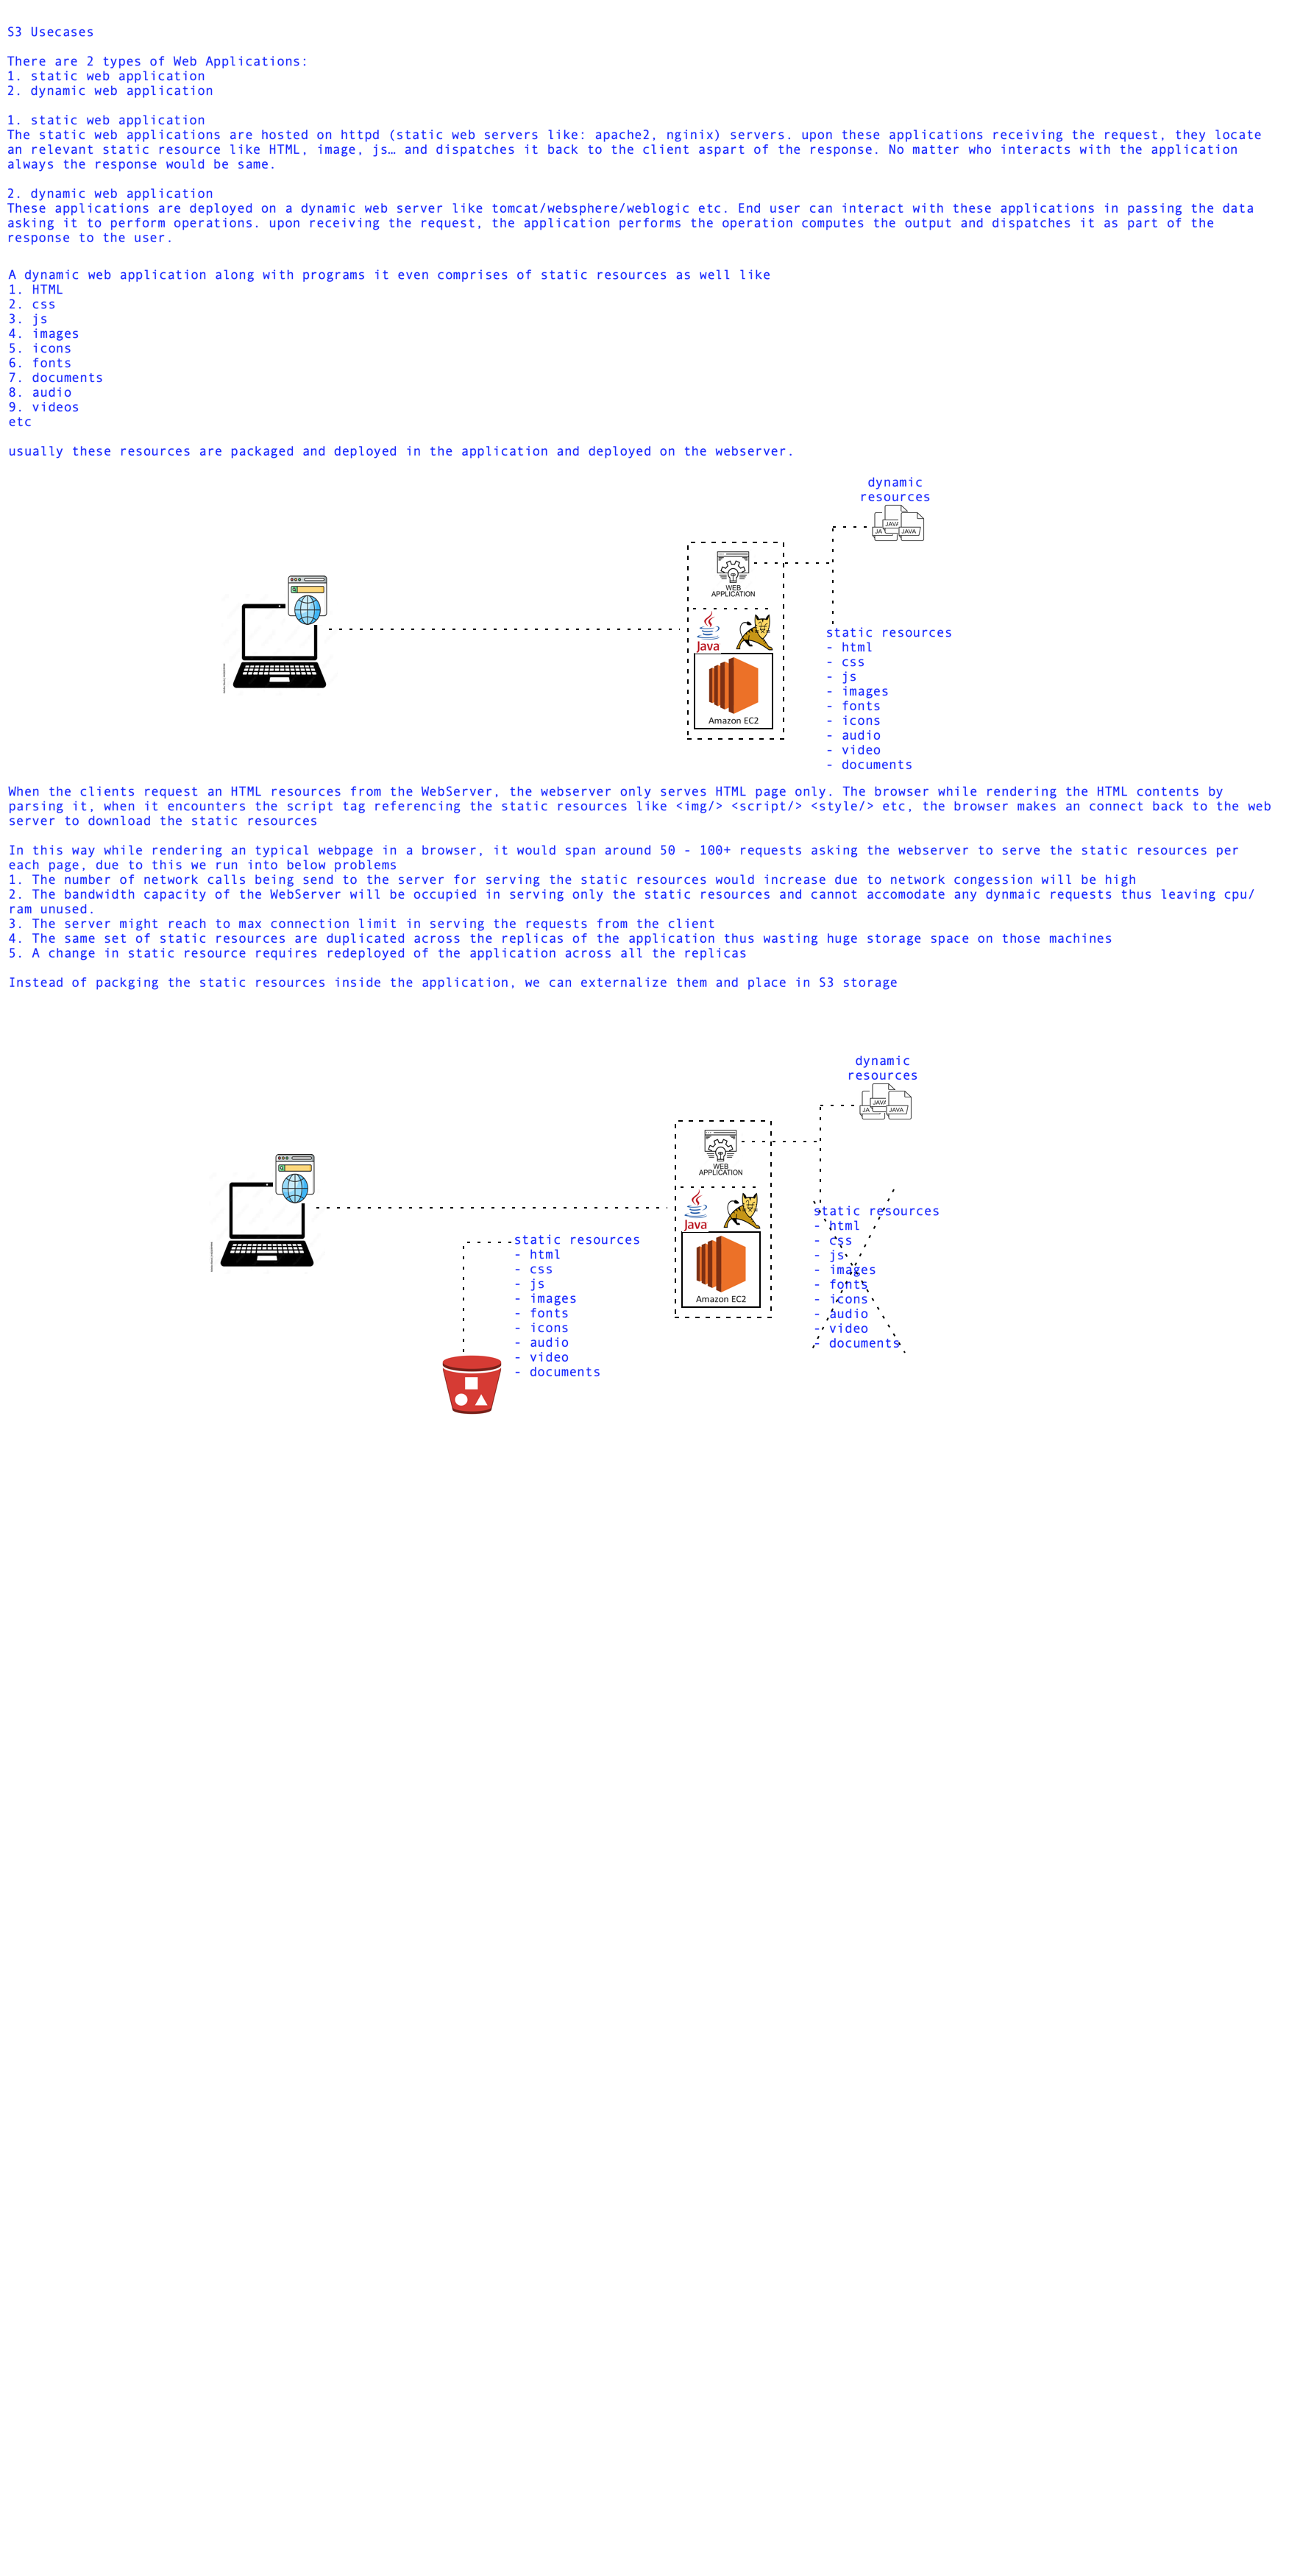 S3 Usecases
There are 2 types of Web Applications:
1. static web application
2. dynamic web application
1. static web application
The static web applications are hosted on httpd (static web servers like: apache2, nginix) servers. upon these applications receiving the request, they locate
an relevant static resource like HTML, image, js… and dispatches it back to the client aspart of the response. No matter who interacts with the application
always the response would be same.
2. dynamic web application
These applications are deployed on a dynamic web server like tomcat/websphere/weblogic etc. End user can interact with these applications in passing the data
asking it to perform operations. upon receiving the request, the application performs the operation computes the output and dispatches it as part of the
response to the user.
A dynamic web application along with programs it even comprises of static resources as well like
1. HTML
2. css
3. js
4. images
5. icons
6. fonts
7. documents
8. audio
9. videos
etc
usually these resources are packaged and deployed in the application and deployed on the webserver.
dynamic
resources
JAVA
JA
JAVA
WEB
APPLICATION
Java
Amazon EC2
static resources
- html
- css
- js
- images
- fonts
- icons
- audio
- video
- documents
When the clients request an HTML resources from the WebServer, the webserver only serves HTML page only. The browser while rendering the HTML contents by
parsing it, when it encounters the script tag referencing the static resources like <img/> <script/> <style/> etc, the browser makes an connect back to the web
server to download the static resources
In this way while rendering an typical webpage in a browser, it would span around 50 - 100+ requests asking the webserver to serve the static resources per
each page, due to this we run into below problems
1. The number of network calls being send to the server for serving the static resources would increase due to network congession will be high
2. The bandwidth capacity of the WebServer will be occupied in serving only the static resources and cannot accomodate any dynmaic requests thus leaving cpu/
ram unused.
3. The server might reach to max connection limit in serving the requests from the client
4. The same set of static resources are duplicated across the replicas of the application thus wasting huge storage space on those machines
5. A change in static resource requires redeployed of the application across all the replicas
Instead of packging the static resources inside the application, we can externalize them and place in S3 storage
dynamic
resources
JAVA
JA
JAVA
WEB
APPLICATION
Java
Amazon EC2
static resources
- html
- css
- js
- images
- fonts
- icons
- audio
- video
- documents
static resources
- html
- css
- js
- images
- fonts
- icons
- audio
- video
- documents